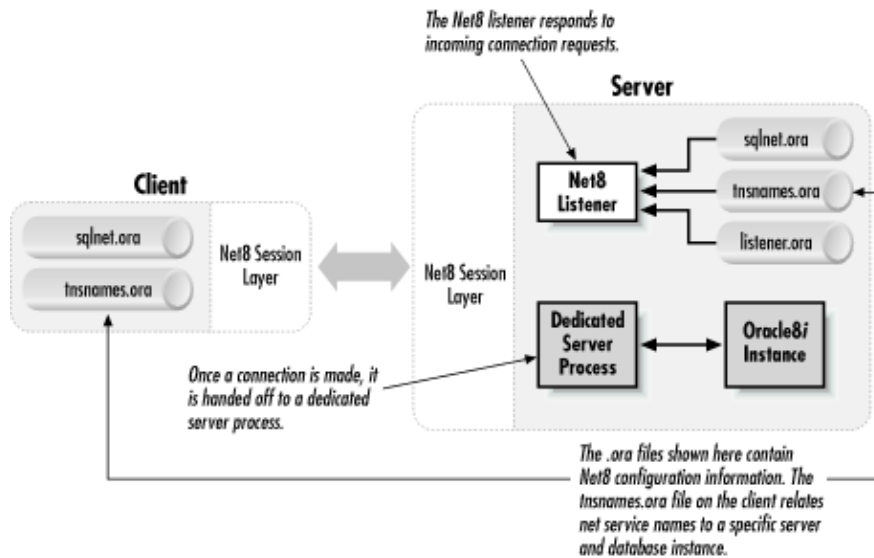 The Net8 listener responds to
incoming connection requests.
Server
sqlnet.ora
Net8
Listener
tnsnames.ora
listener.ora
Client
sqlnet.ora
tnsnames.ora
Net8 Session
Layer
Net8 Session
Layer
Dedicated
Server
Process
Oracle8i
Instance
Once a connection is made, it
is handed off to a dedicated
server process.
The .ora files shown here contain
Net8 configuration information. The
tnsnames.ora file on the client relates
net service names to a specific server
and database instance.